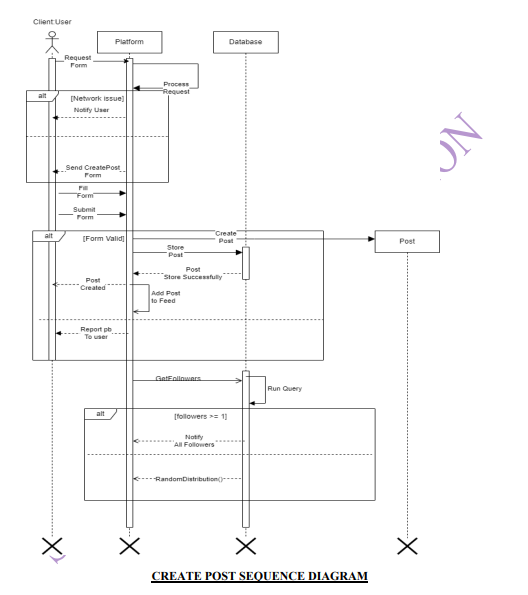 Client:User
Platform
Database
Request
Form
Process
Request
alt
[Network issue]
Notify User
Send CreatePost
Form
Fill
Form
Submit
Form
alt
[Form Valid]
Create
Post
Post
Store
Post
Post
Store Successfully
Post
Created
Add Post
to Feed
Report pb
To user
GetFollowers
Run Query
alt
[followers >= 1]
Notify
All Followers
RandomDistribution()
ON
CREATE POST SEQUENCE DIAGRAM